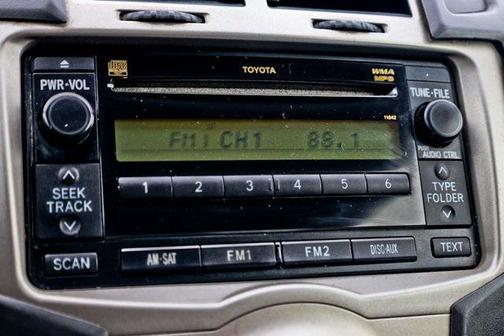 TOYOTA
WMA
MP3
11842
PWR·VOL
TUNE·FILE
FM1 CH1 88.1
PUSH
AUDIO CTRL
1 2 3 4 5 6
SEEK
TRACK
TYPE
FOLDER
SCAN
AM·SAT
FM1
FM2
DISC·AUX
TEXT